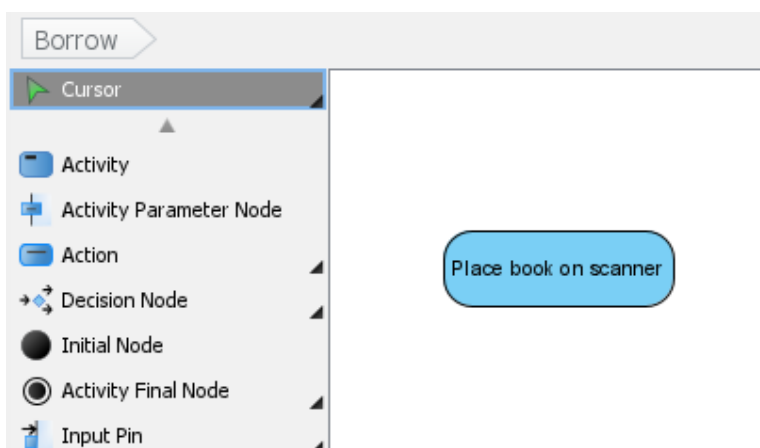 Borrow
Cursor
Activity
Activity Parameter Node
Action
Decision Node
Initial Node
Activity Final Node
Input Pin
Place book on scanner